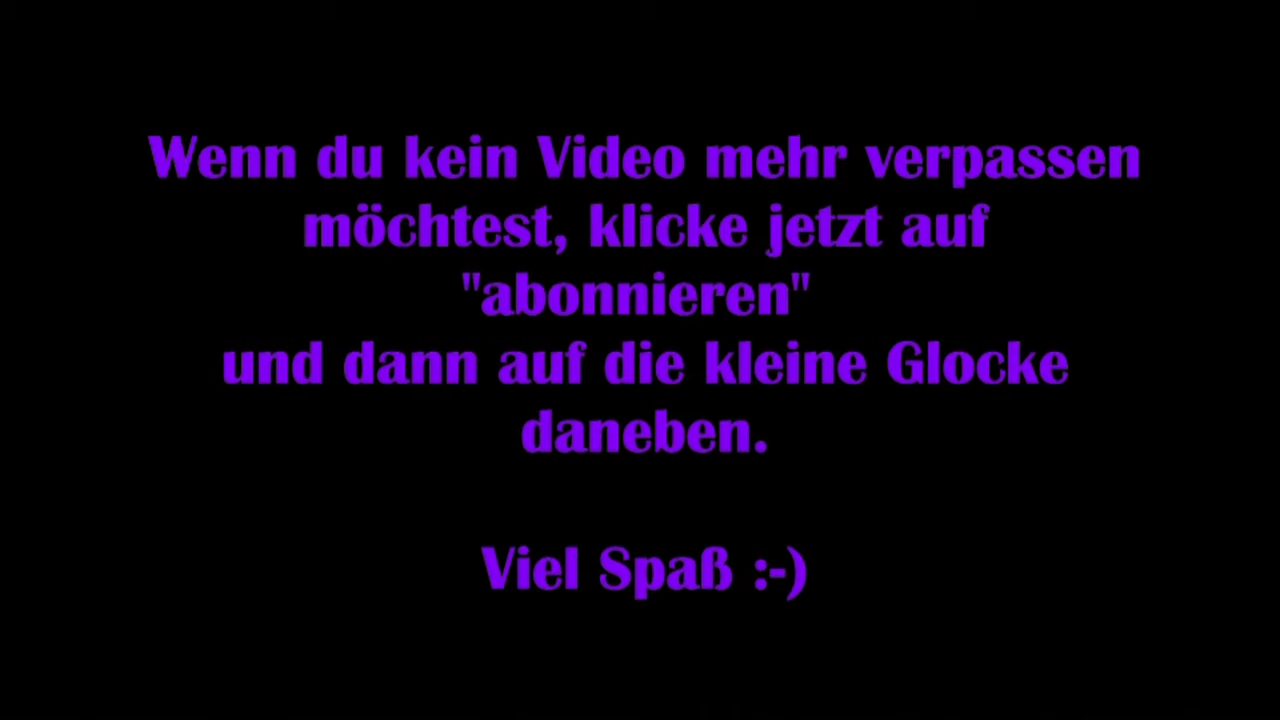 Wenn du kein Video mehr verpassen
möchtest, klicke jetzt auf
"abonnieren"
und dann auf die kleine Glocke
daneben.
Viel Spaß :-)